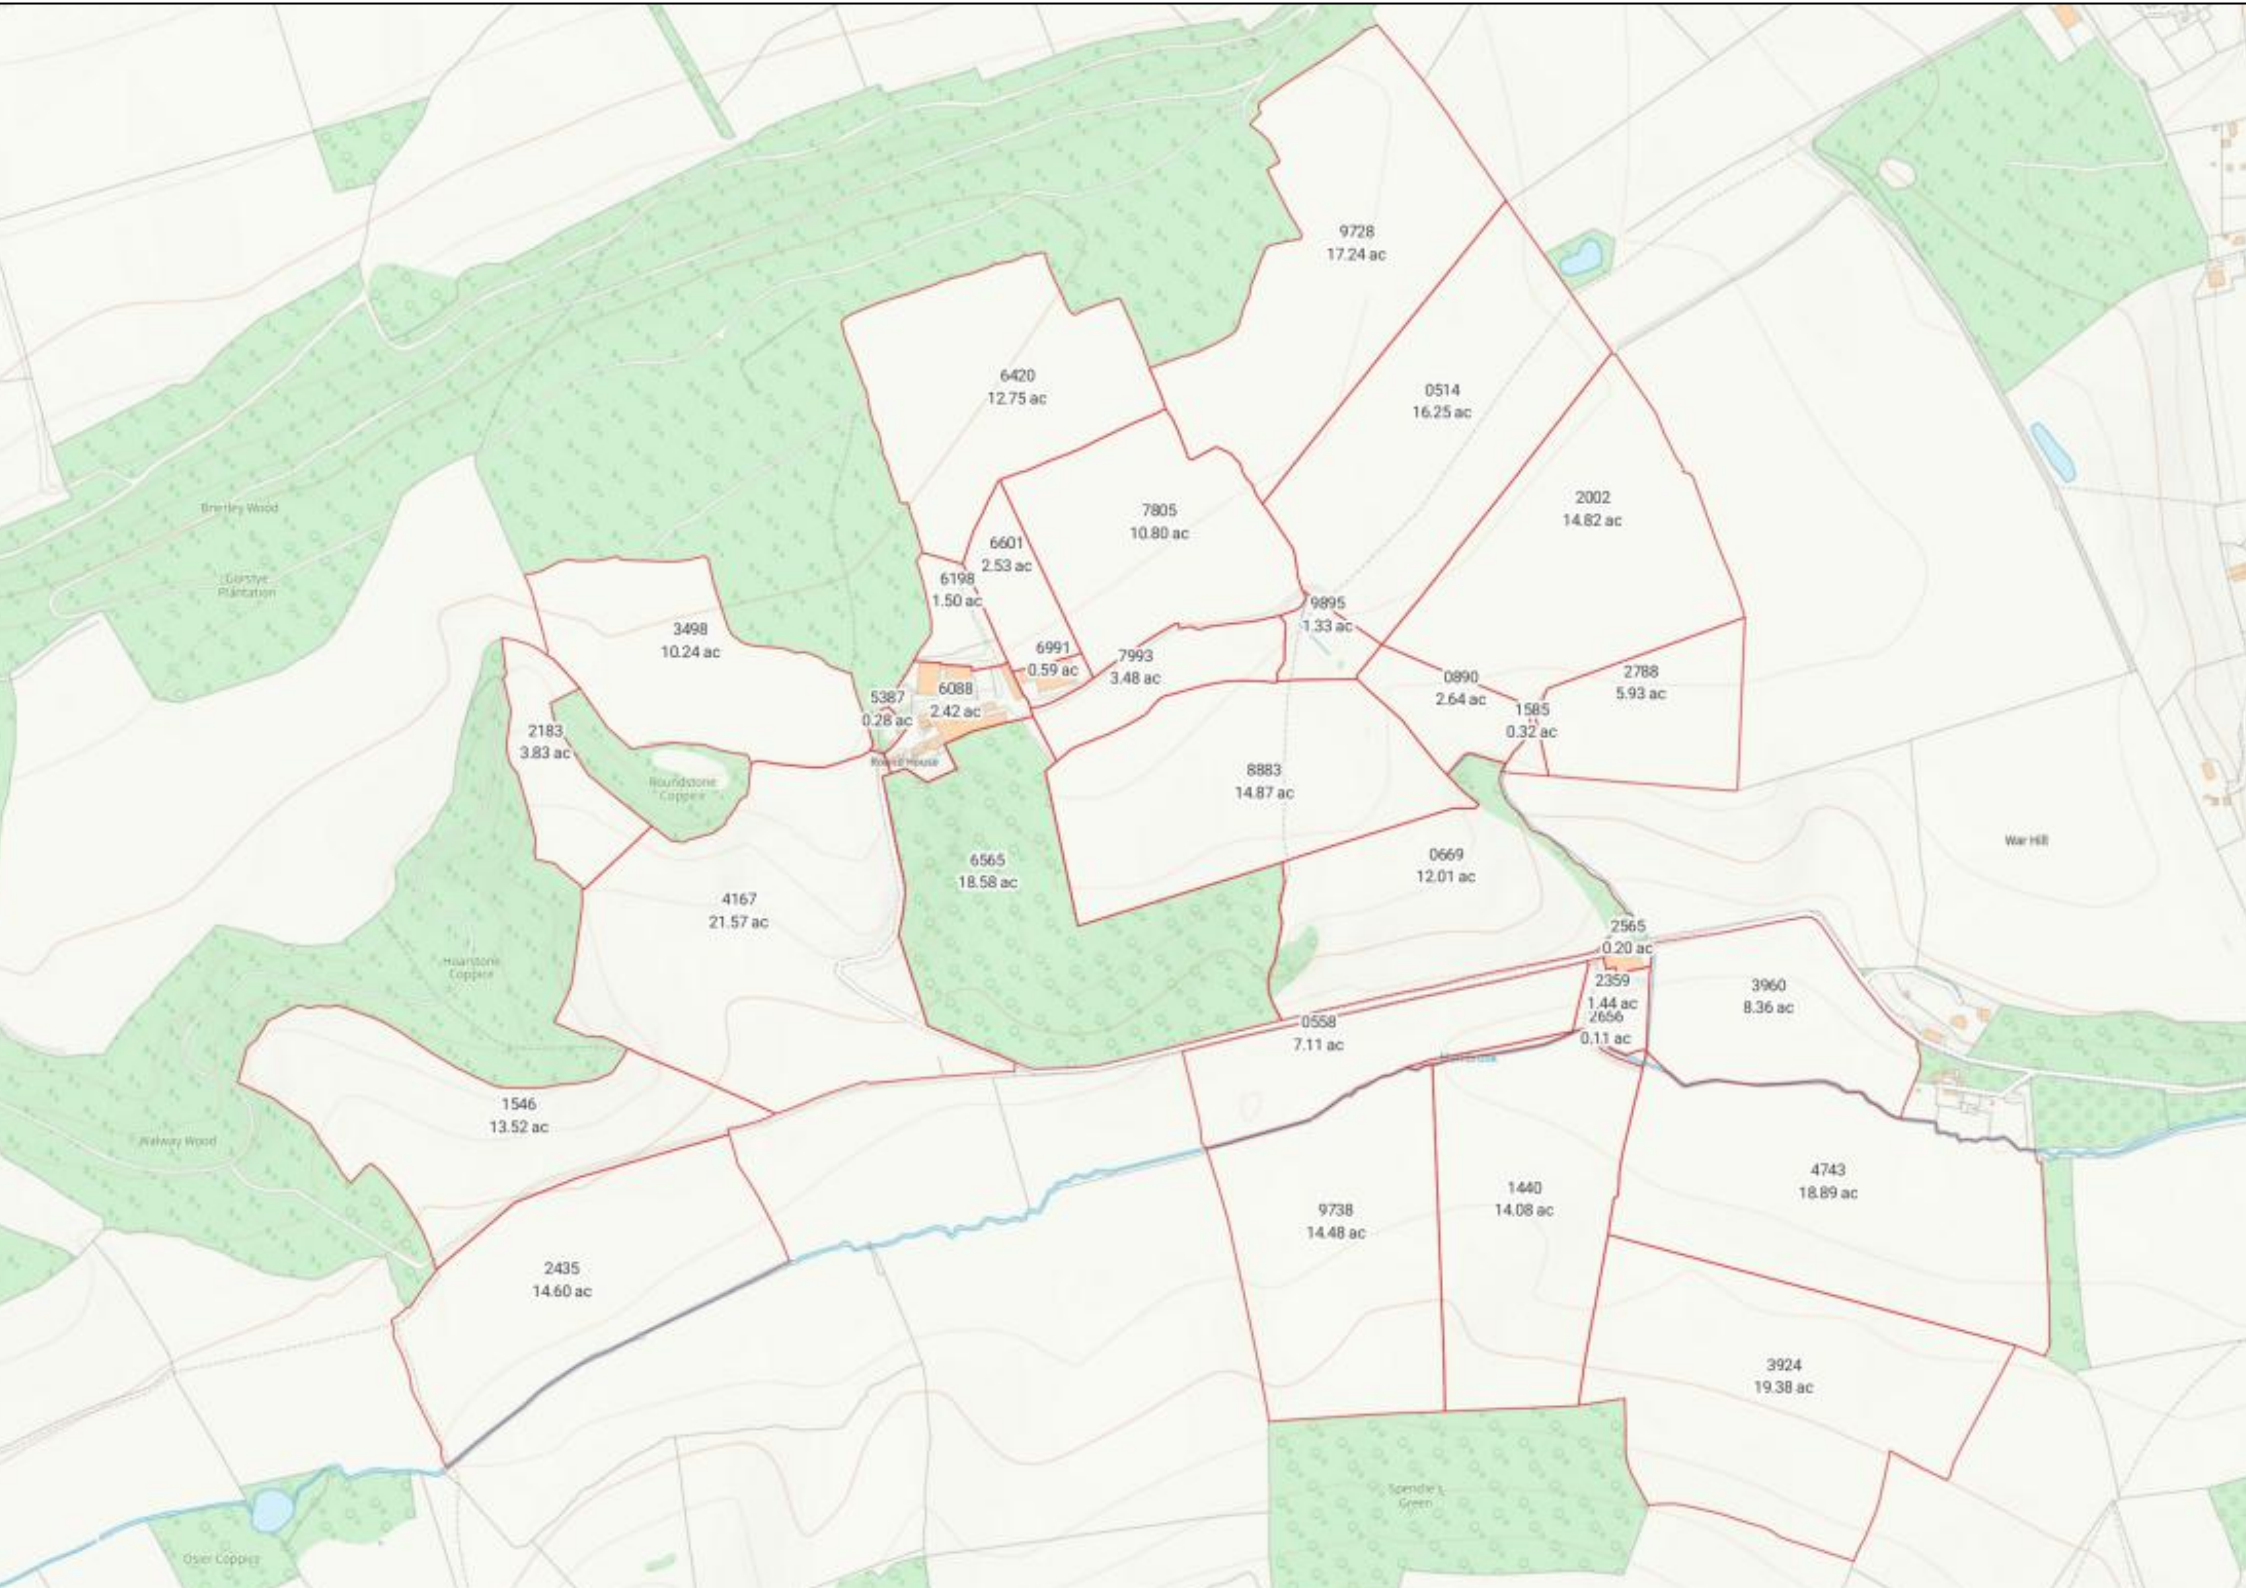 9728
17.24 ac
6420
12.75 ac
0514
16.25 ac
Brierley Wood
7805
10.80 ac
2002
14.82 ac
6601
2.53 ac
Gorstye
Plantation
6198
1.50 ac
9895
1.33 ac
3498
10.24 ac
6991
0.59 ac
7993
3.48 ac
0890
2.64 ac
2788
5.93 ac
5387
0.28 ac
6088
2.42 ac
1585
0.32 ac
2183
3.83 ac
Round House
Roundstone
Coppice
8883
14.87 ac
War Hill
6565
18.58 ac
0669
12.01 ac
4167
21.57 ac
2565
0.20 ac
Hoarstone
Coppice
2359
1.44 ac
3960
8.36 ac
2656
0.11 ac
0558
7.11 ac
1546
13.52 ac
Walway Wood
4743
18.89 ac
1440
14.08 ac
9738
14.48 ac
2435
14.60 ac
3924
19.38 ac
Spendle's
Green
Osier Coppice